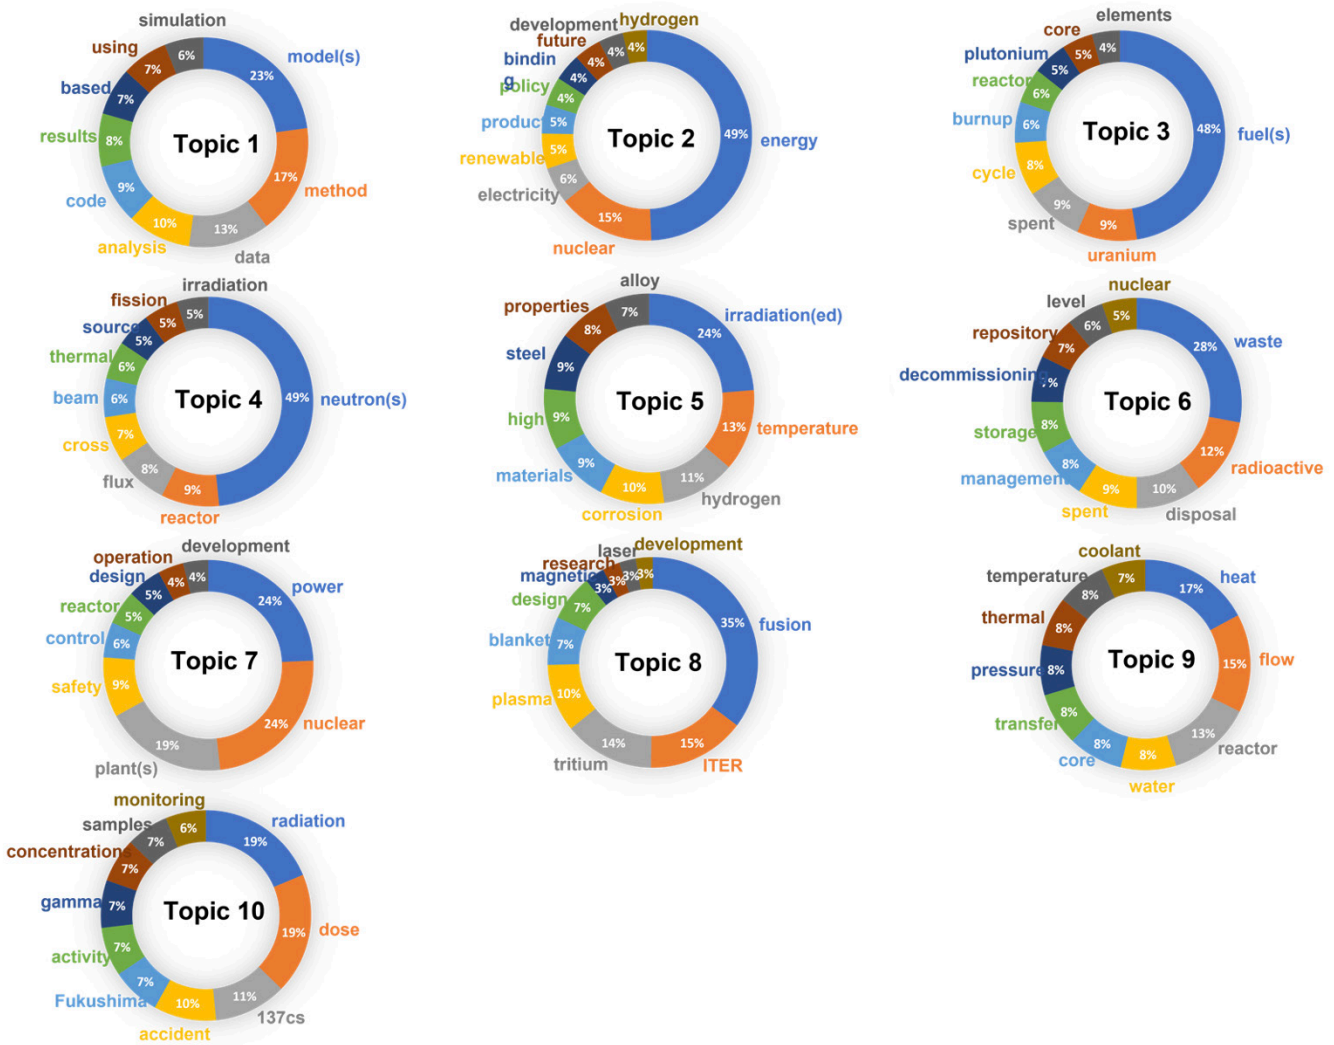 simulation
model(s)
23%
method
17%
data
13%
analysis
10%
code
9%
results
8%
based
7%
using
7%
6%
Topic 1
hydrogen
energy
49%
nuclear
15%
electricity
6%
renewable
5%
product
5%
policy
4%
bindin
g
4%
future
4%
development
4%
4%
Topic 2
elements
fuel(s)
48%
uranium
9%
spent
9%
cycle
8%
burnup
6%
reactor
6%
plutonium
5%
core
5%
4%
Topic 3
irradiation
neutron(s)
49%
reactor
9%
flux
8%
cross
7%
beam
6%
thermal
6%
source
5%
fission
5%
5%
Topic 4
alloy
irradiation(ed)
24%
temperature
13%
hydrogen
11%
corrosion
10%
materials
9%
high
9%
steel
9%
properties
8%
7%
Topic 5
nuclear
waste
28%
radioactive
12%
disposal
10%
spent
9%
management
8%
storage
8%
decommissioning
7%
repository
7%
level
6%
5%
Topic 6
development
power
24%
nuclear
24%
plant(s)
19%
safety
9%
control
6%
reactor
5%
design
5%
operation
4%
4%
Topic 7
development
fusion
35%
ITER
15%
tritium
14%
plasma
10%
blanket
7%
design
7%
magnetic
3%
research
3%
laser
3%
3%
Topic 8
coolant
heat
17%
flow
15%
reactor
13%
water
8%
core
8%
transfer
8%
pressure
8%
thermal
8%
temperature
8%
7%
Topic 9
monitoring
radiation
19%
dose
19%
137cs
11%
accident
10%
Fukushima
7%
activity
7%
gamma
7%
concentrations
7%
samples
7%
6%
Topic 10